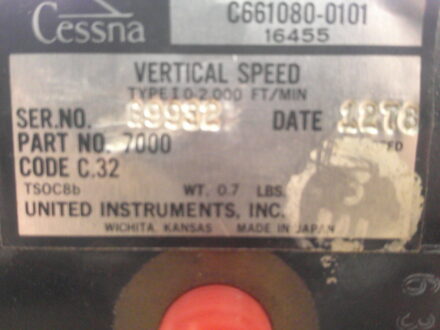 Cessna
C661080-0101
16455
VERTICAL SPEED
TYPE I 0-2,000 FT/MIN
SER.NO. DATE
PART NO. 7000
CODE C.32
TSOC8b WT. 0.7 LBS.
UNITED INSTRUMENTS, INC.
WICHITA, KANSAS MADE IN JAPAN